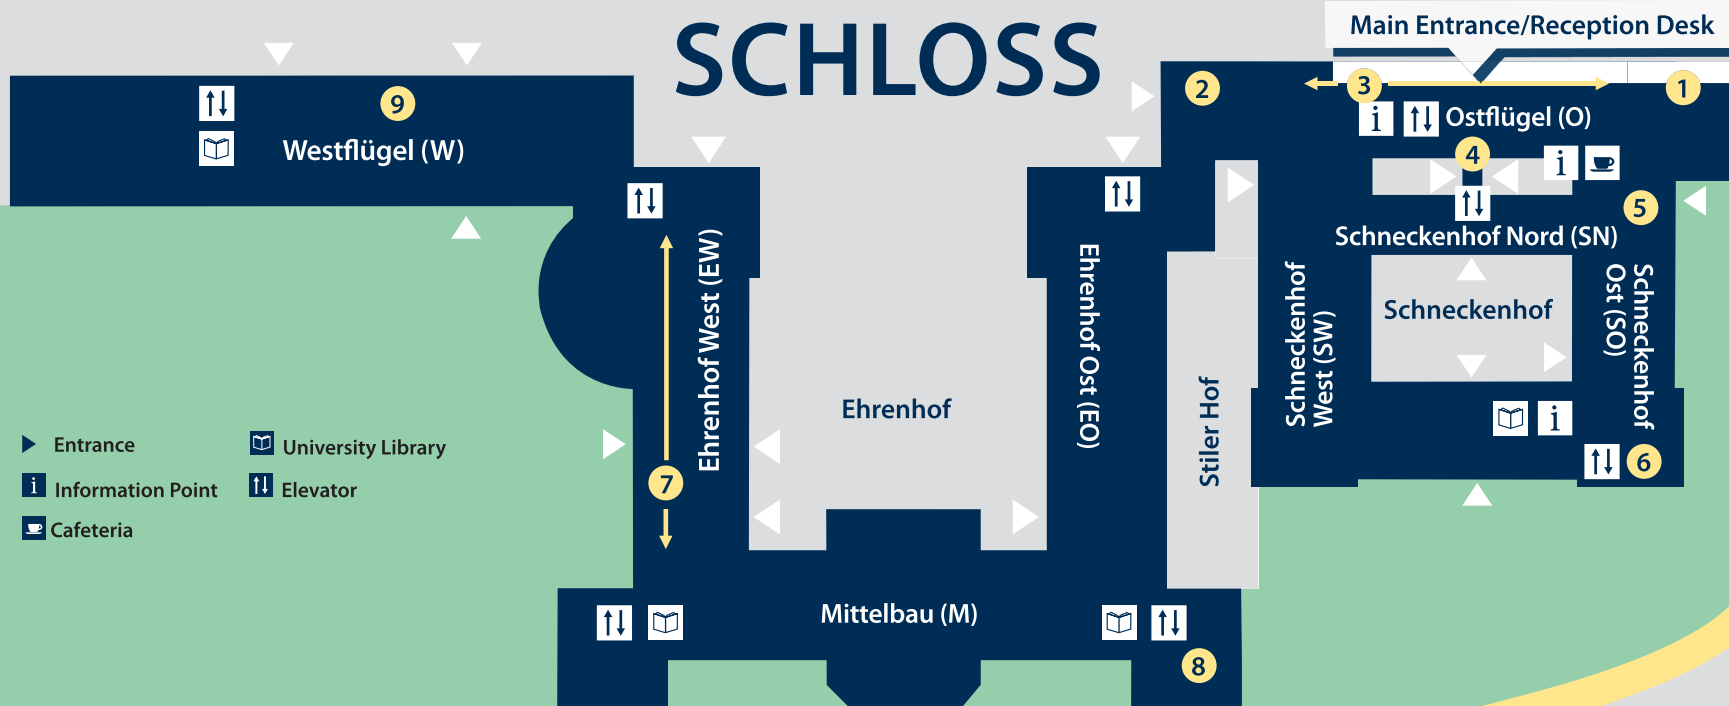 SCHLOSS
Main Entrance/Reception Desk
9
2
3
1
i
Ostflügel (O)
Westflügel (W)
4
i
5
Schneckenhof Nord (SN)
Ehrenhof West (EW)
Ehrenhof Ost (EO)
Schneckenhof
West (SW)
Schneckenhof
Schneckenhof
Ost (SO)
Stiler Hof
Ehrenhof
i
6
7
Entrance
University Library
i Information Point
Elevator
Cafeteria
Mittelbau (M)
8